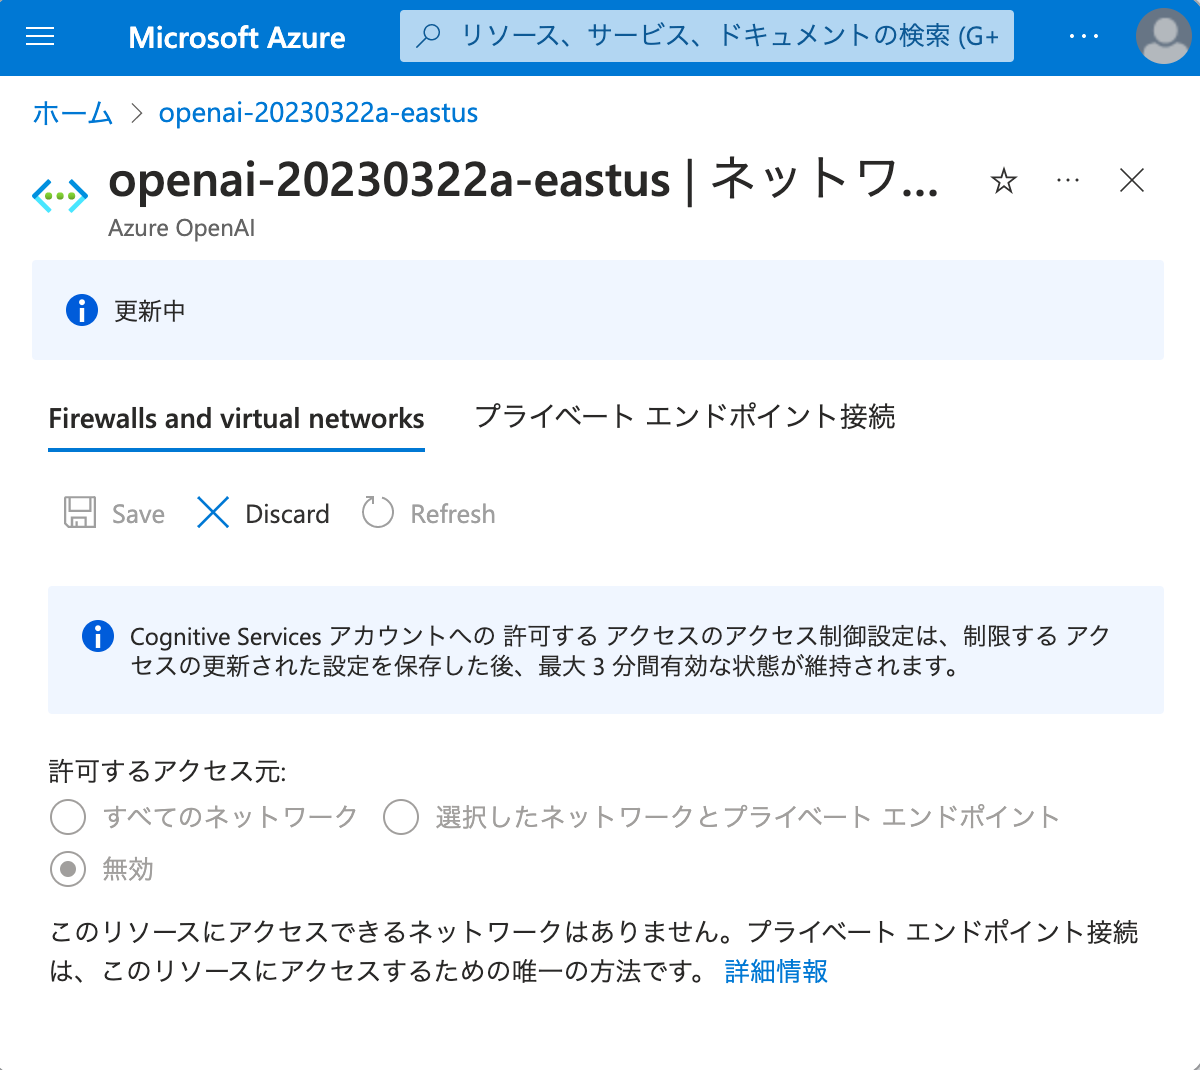 Microsoft Azure
リソース、サービス、ドキュメントの検索 (G+
ホーム > openai-20230322a-eastus
openai-20230322a-eastus | ネットワ...
Azure OpenAI
更新中
Firewalls and virtual networks プライベート エンドポイント接続
Save Discard Refresh
Cognitive Services アカウントへの 許可する アクセスのアクセス制御設定は、制限する アク
セスの更新された設定を保存した後、最大 3 分間有効な状態が維持されます。
許可するアクセス元:
すべてのネットワーク 選択したネットワークとプライベート エンドポイント
無効
このリソースにアクセスできるネットワークはありません。プライベート エンドポイント接続
は、このリソースにアクセスするための唯一の方法です。 詳細情報